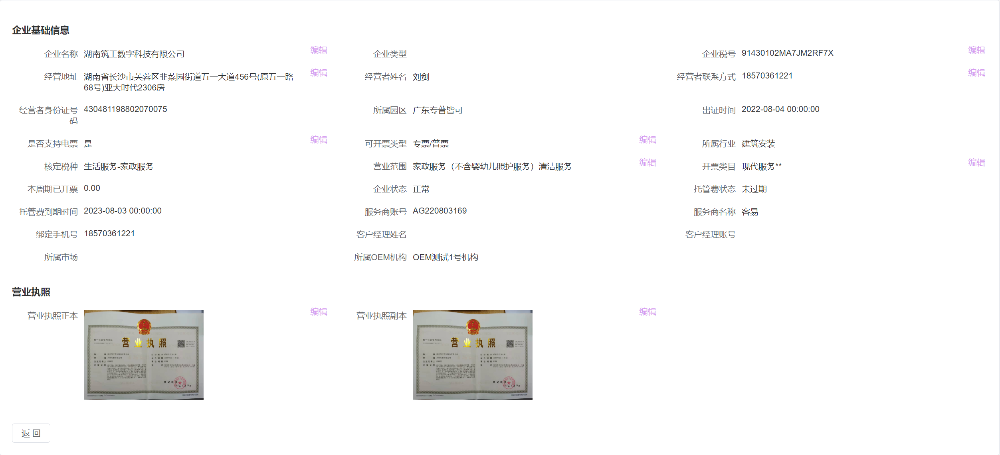 企业基础信息
企业名称 湖南筑工数字科技有限公司 编辑 企业类型 企业税号 91430102MA7JM2RF7X 编辑
经营地址 湖南省长沙市芙蓉区韭菜园街道五一大道456号(原五一路 编辑 经营者姓名 刘剑 经营者联系方式 18570361221 编辑
68号)亚大时代2306房
经营者身份证号 430481198802070075 所属园区 广东专普皆可 出证时间 2022-08-04 00:00:00
码
是否支持电票 是 编辑 可开票类型 专票/普票 编辑 所属行业 建筑安装
核定税种 生活服务-家政服务 营业范围 家政服务（不含婴幼儿照护服务）清洁服务 编辑 开票类目 现代服务** 编辑
本周期已开票 0.00 企业状态 正常 托管费状态 未过期
托管费到期时间 2023-08-03 00:00:00 服务商账号 AG220803169 服务商名称 客易
绑定手机号 18570361221 客户经理姓名 客户经理账号
所属市场 所属OEM机构 OEM测试1号机构
营业执照
营业执照正本 编辑 营业执照副本 编辑
营业执照 营业执照
登记机关 登记机关
返回